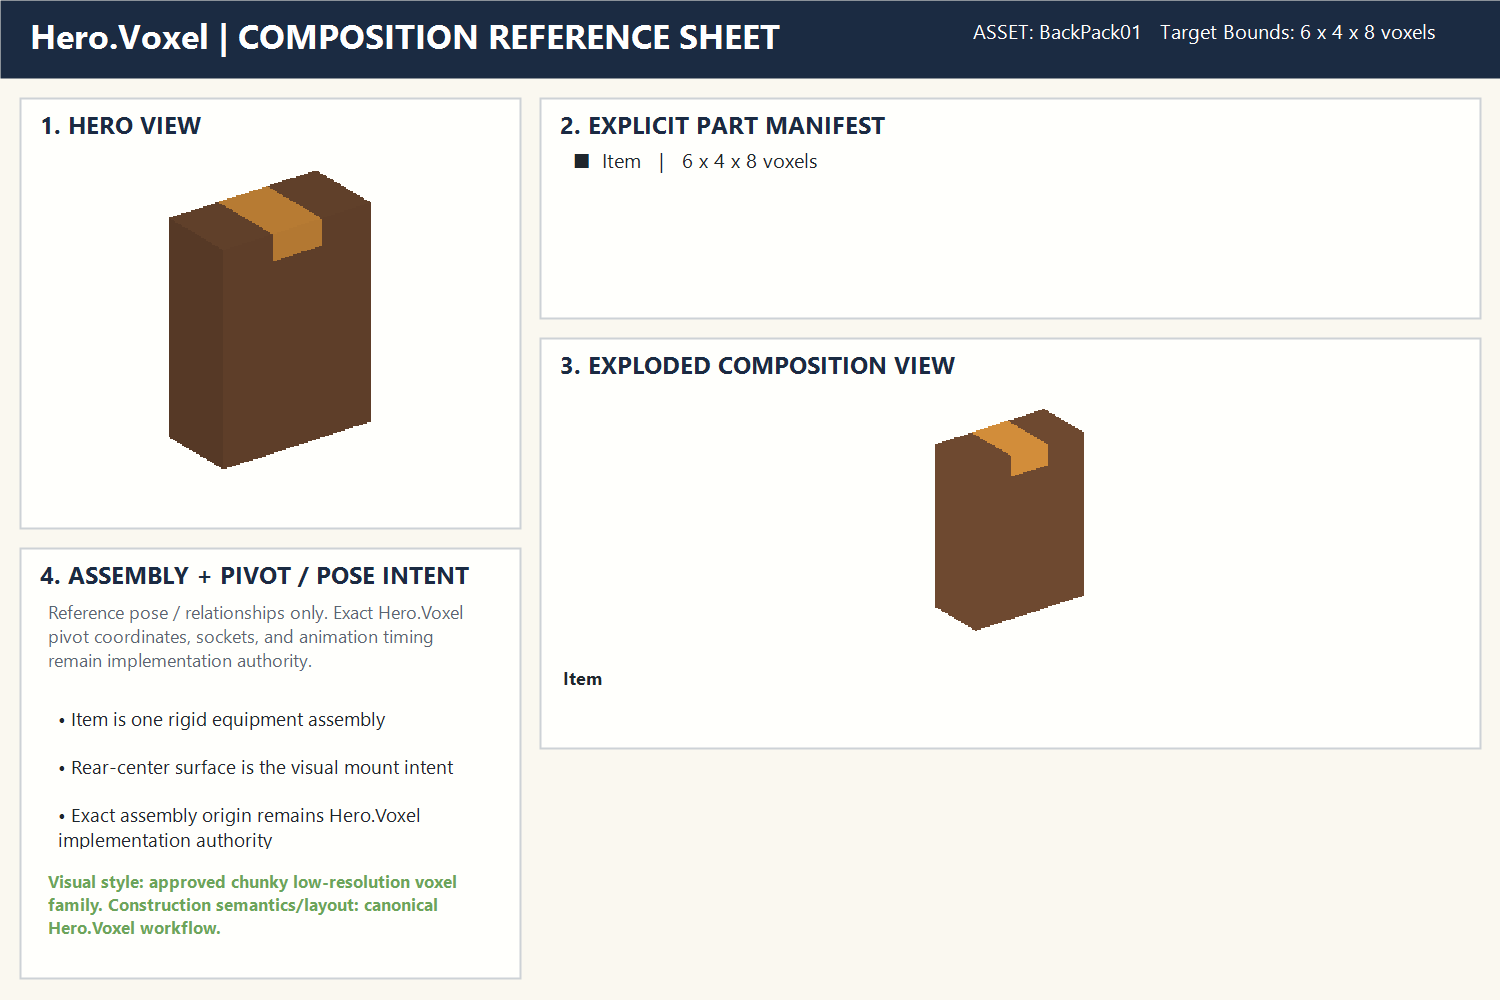 Hero.Voxel | COMPOSITION REFERENCE SHEET
ASSET: BackPack01 Target Bounds: 6 x 4 x 8 voxels
1. HERO VIEW
2. EXPLICIT PART MANIFEST
■ Item | 6 x 4 x 8 voxels
3. EXPLODED COMPOSITION VIEW
Item
4. ASSEMBLY + PIVOT / POSE INTENT
Reference pose / relationships only. Exact Hero.Voxel
pivot coordinates, sockets, and animation timing
remain implementation authority.
• Item is one rigid equipment assembly
• Rear-center surface is the visual mount intent
• Exact assembly origin remains Hero.Voxel
implementation authority
Visual style: approved chunky low-resolution voxel
family. Construction semantics/layout: canonical
Hero.Voxel workflow.